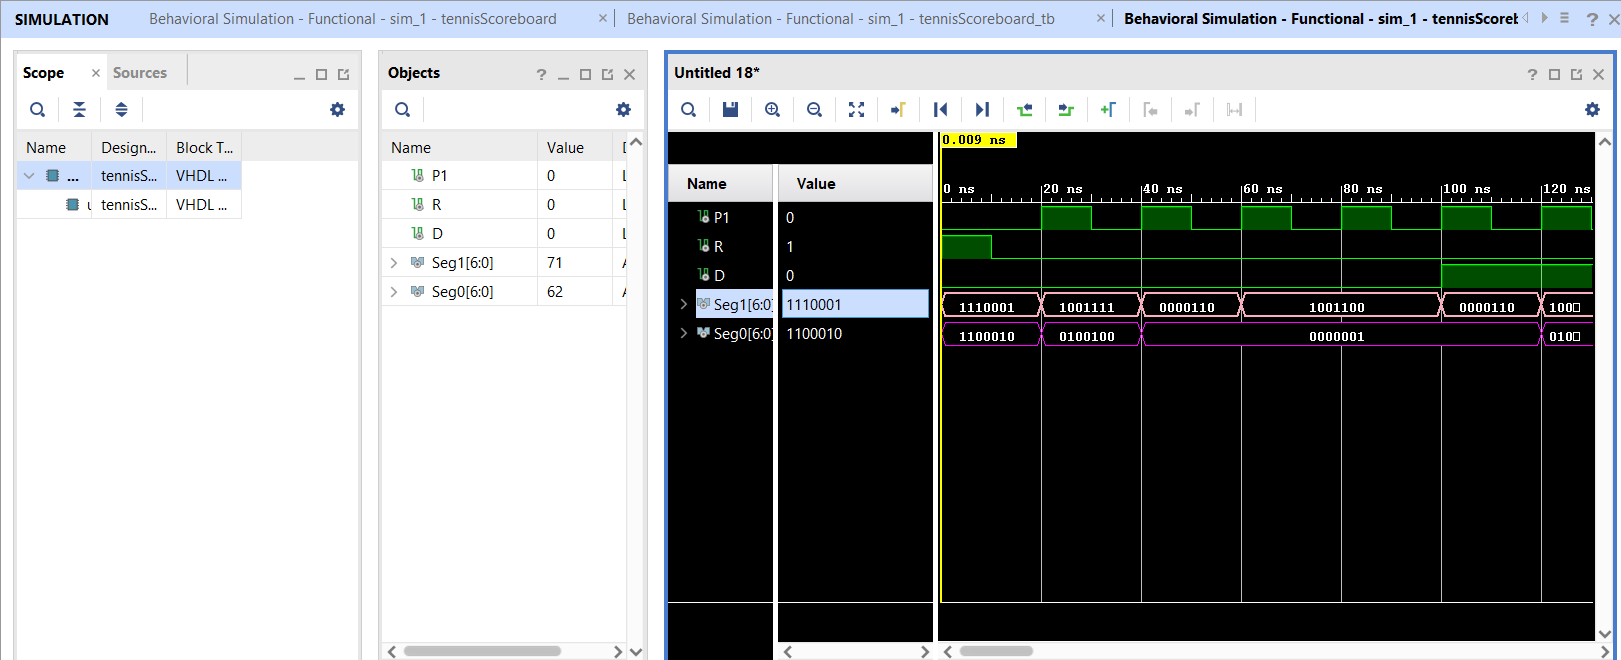 SIMULATION
Behavioral Simulation - Functional - sim_1 - tennisScoreboard
Behavioral Simulation - Functional - sim_1 - tennisScoreboard_tb
Behavioral Simulation - Functional - sim_1 - tennisScoreb
Scope
Sources
Name Design... Block T...
... tennisS... VHDL ...
tennisS... VHDL ...
Objects
Name Value
P1 0
R 0
D 0
Seg1[6:0] 71
Seg0[6:0] 62
Untitled 18*
Name Value
P1 0
R 1
D 0
Seg1[6:0] 1110001
Seg0[6:0] 1100010
0.009 ns
0 ns 20 ns 40 ns 60 ns 80 ns 100 ns 120 ns
1110001 1001111 0000110 1001100 0000110 100
1100010 0100100 0000001 010